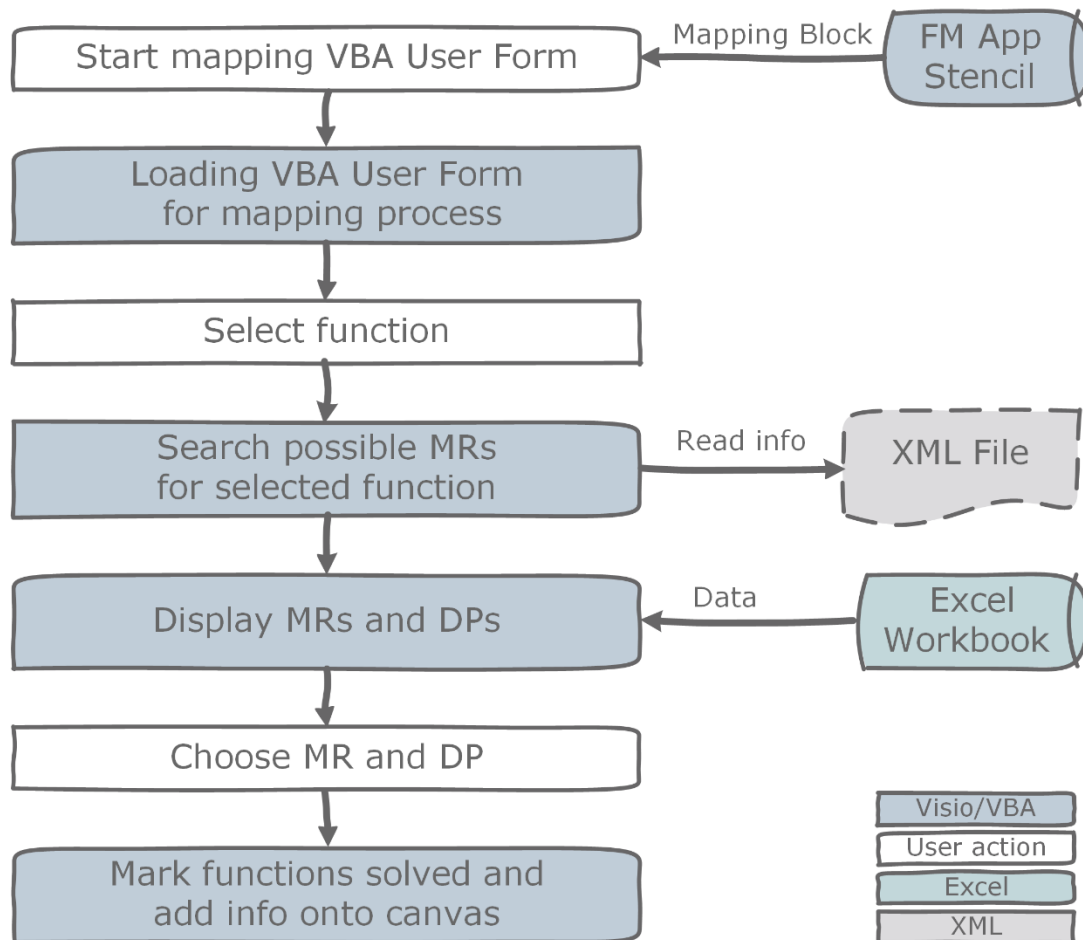 Start mapping VBA User Form
Mapping Block
FM App
Stencil
Loading VBA User Form
for mapping process
Select function
Search possible MRs
for selected function
Read info
XML File
Display MRs and DPs
Data
Excel
Workbook
Choose MR and DP
Mark functions solved and
add info onto canvas
Visio/VBA
User action
Excel
XML